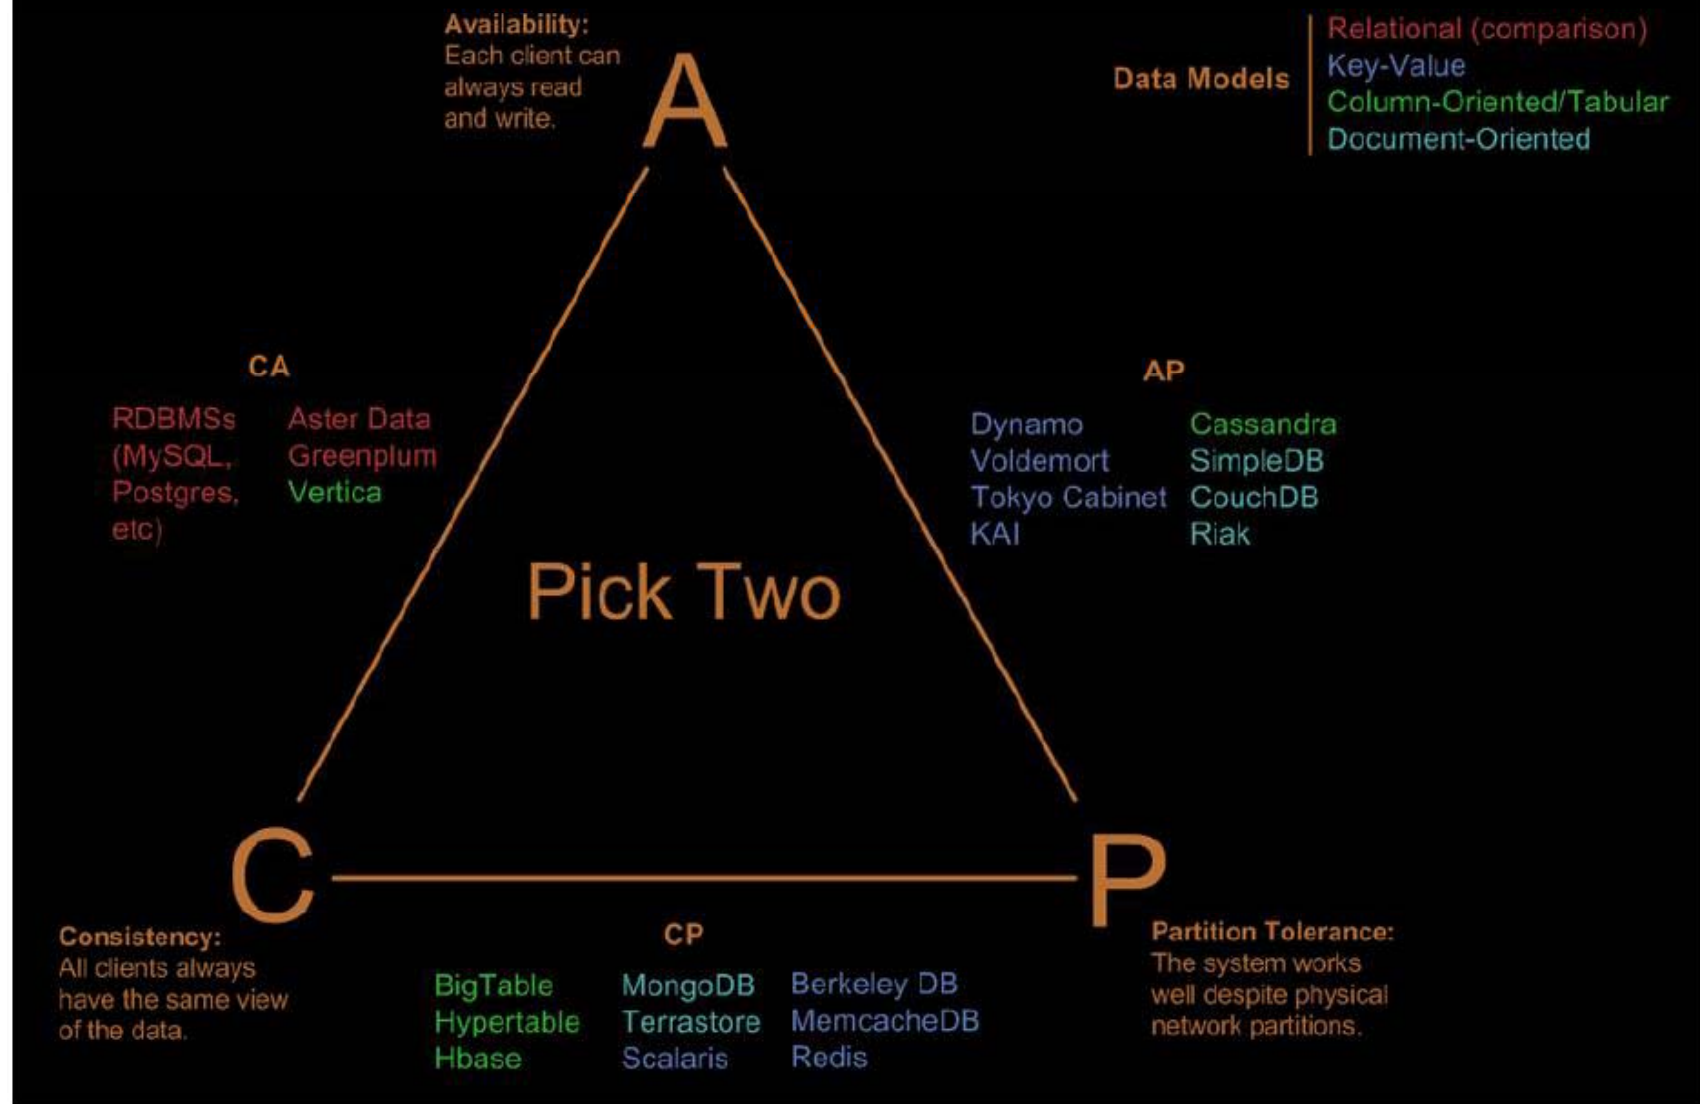 Availability:
Each client can
always read
and write.
A
Data Models
Relational (comparison)
Key-Value
Column-Oriented/Tabular
Document-Oriented
CA
RDBMSs
(MySQL,
Postgres,
etc)
Aster Data
Greenplum
Vertica
AP
Dynamo
Voldemort
Tokyo Cabinet
KAI
Cassandra
SimpleDB
CouchDB
Riak
Pick Two
C
Consistency:
All clients always
have the same view
of the data.
CP
BigTable
Hypertable
Hbase
MongoDB
Terrastore
Scalaris
Berkeley DB
MemcacheDB
Redis
P
Partition Tolerance:
The system works
well despite physical
network partitions.